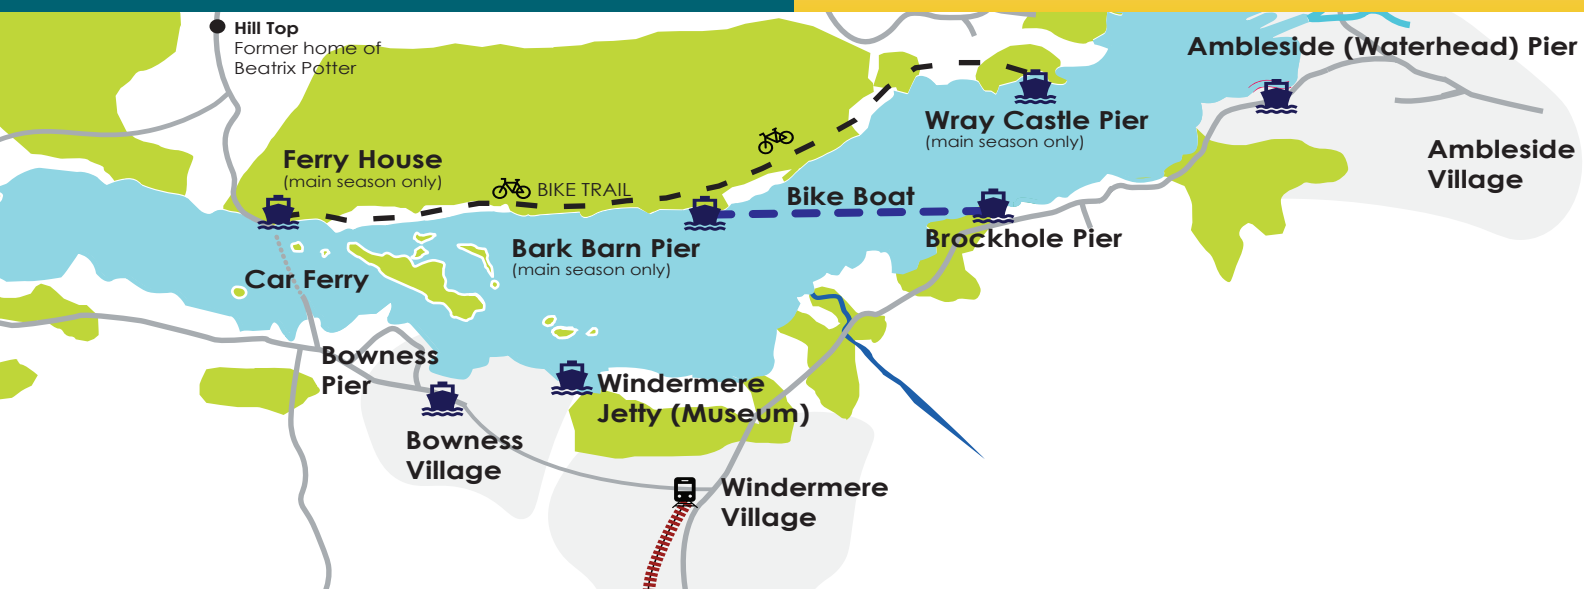 Hill Top
Former home of
Beatrix Potter
Ambleside (Waterhead) Pier
Wray Castle Pier
(main season only)
Ferry House
(main season only)
BIKE TRAIL
Ambleside
Village
Bike Boat
Bark Barn Pier
(main season only)
Brockhole Pier
Car Ferry
Bowness
Pier
Windermere
Jetty (Museum)
Bowness
Village
Windermere
Village